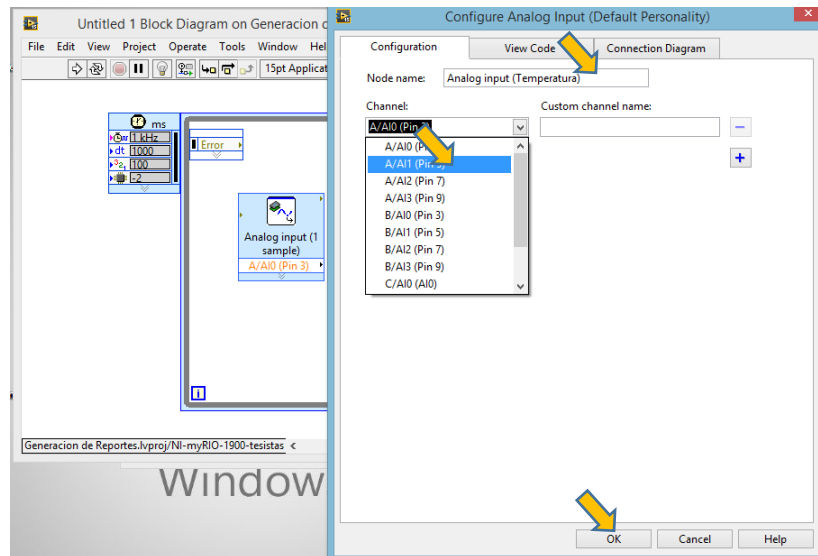 Untitled 1 Block Diagram on Generacion d
File Edit View Project Operate Tools Window Hel
15pt Applicat
ms
1 kHz
dt 1000
100
-2
Error
Analog input (1
sample)
A/AI0 (Pin 3)
i
Generacion de Reportes.lvproj/NI-myRIO-1900-tesistas <
Window
Configure Analog Input (Default Personality)
Configuration View Code Connection Diagram
Node name: Analog input (Temperatura)
Channel: Custom channel name:
A/AI0 (Pin
A/AI0
A/AI1 (Pin
A/AI2 (Pin 7)
A/AI3 (Pin 9)
B/AI0 (Pin 3)
B/AI1 (Pin 5)
B/AI2 (Pin 7)
B/AI3 (Pin 9)
C/AI0 (AI0)
OK Cancel Help